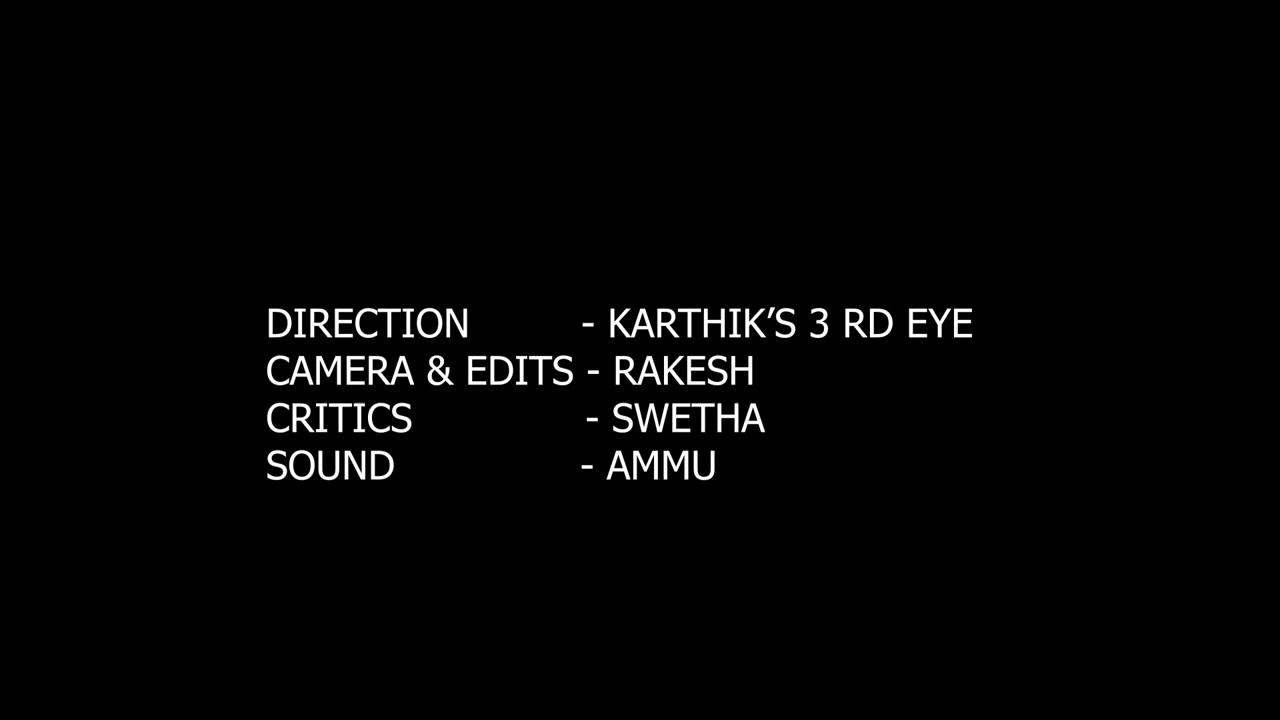 DIRECTION - KARTHIK’S 3 RD EYE
CAMERA & EDITS - RAKESH
CRITICS - SWETHA
SOUND - AMMU